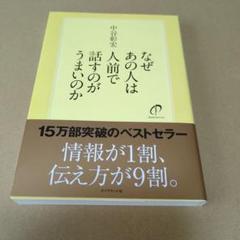 中谷彰宏
なぜ
あの人は
人前で
話すのが
うまいのか
15万部突破のベストセラー
情報が1割、
伝え方が9割。
ダイヤモンド社